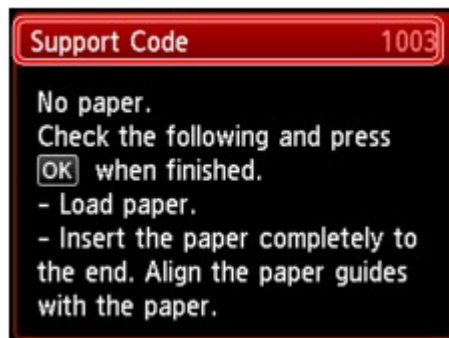 Support Code 1003
No paper.
Check the following and press
OK when finished.
- Load paper.
- Insert the paper completely to
the end. Align the paper guides
with the paper.